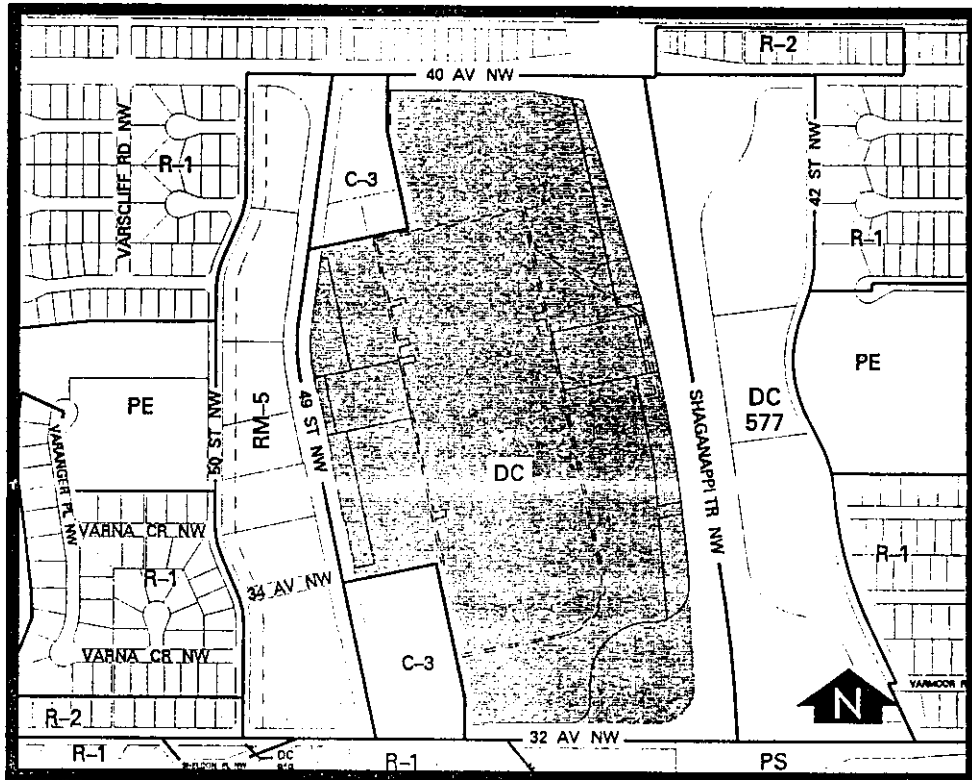 R-2
40 AV NW
VARSCLIFF RD NW
R-1
C-3
42 ST NW
R-1
PE
PE
50 ST NW
RM-5
49 ST NW
SHAGANAPPI TR NW
DC
577
DC
VARANGER PL NW
VARNA CR NW
R-1
34 AV NW
R-1
VARNA CR NW
C-3
N
R-2
32 AV NW
R-1
DC
R-1
PS